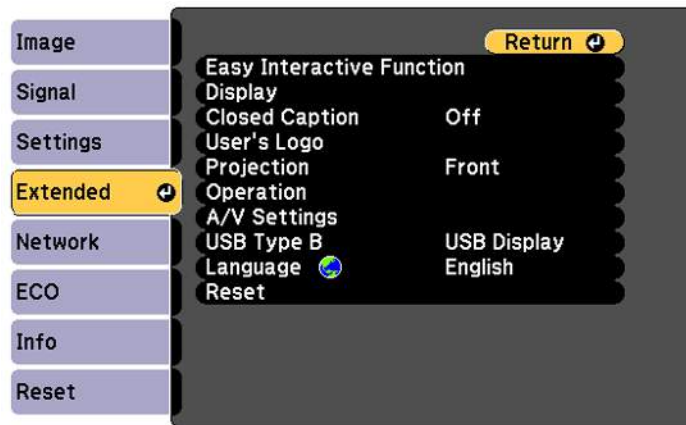 Image
Signal
Settings
Extended
Network
ECO
Info
Reset
Return
Easy Interactive Function
Display
Closed Caption Off
User's Logo
Projection Front
Operation
A/V Settings
USB Type B USB Display
Language English
Reset